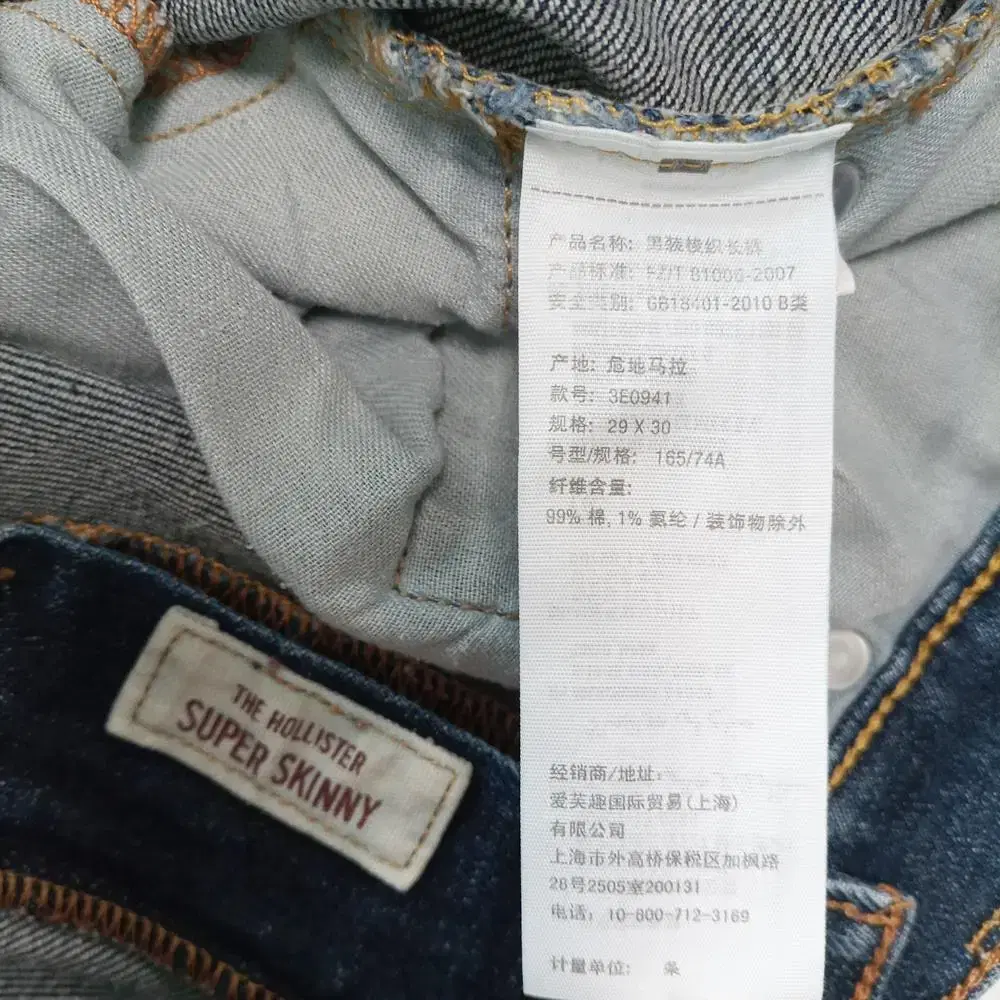 产品名称: 男装梭织长裤
产品标准: FZ/T 81006-2007
安全类别: GB18401-2010 B类
产地: 危地马拉
款号: 3E0941
规格: 29 X 30
号型/规格: 165/74A
纤维含量:
99% 棉, 1% 氨纶 / 装饰物除外
经销商/地址:
爱芙趣国际贸易(上海)
有限公司
上海市外高桥保税区加枫路
28号2505室200131
电话: 10-800-712-3169
计量单位: 条
THE HOLLISTER
SUPER SKINNY